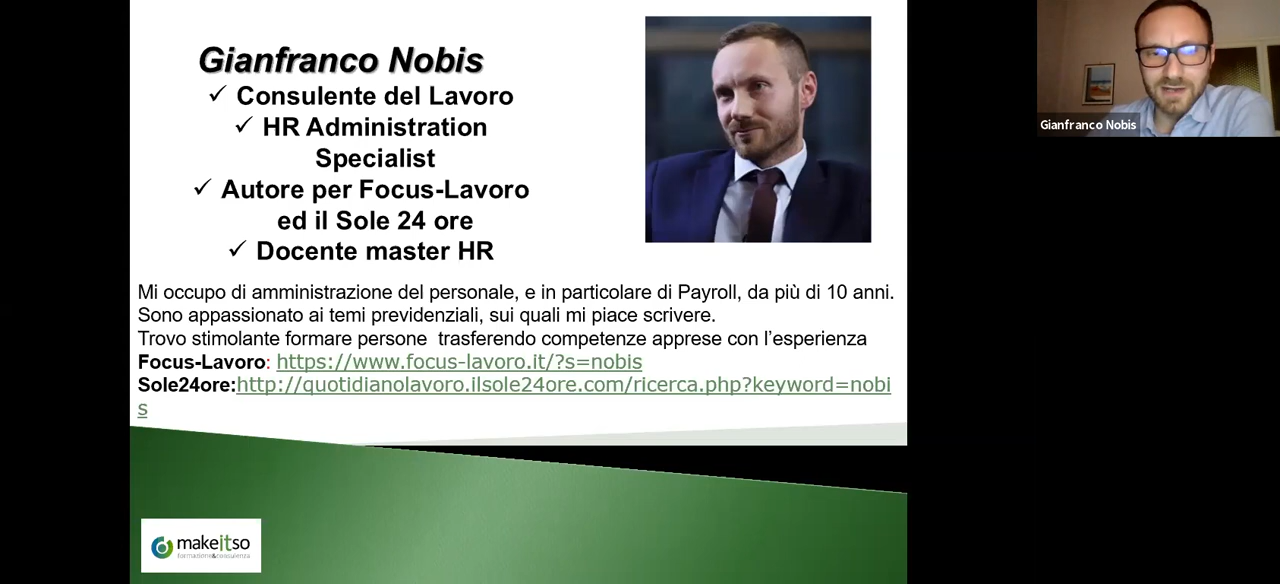 Gianfranco Nobis
✓ Consulente del Lavoro
✓ HR Administration
Specialist
✓ Autore per Focus-Lavoro
ed il Sole 24 ore
✓ Docente master HR
Mi occupo di amministrazione del personale, e in particolare di Payroll, da più di 10 anni.
Sono appassionato ai temi previdenziali, sui quali mi piace scrivere.
Trovo stimolante formare persone  trasferendo competenze apprese con l’esperienza
Focus-Lavoro: https://www.focus-lavoro.it/?s=nobis
Sole24ore:http://quotidianolavoro.ilsole24ore.com/ricerca.php?keyword=nobi
s
makeitso
formazione&consulenza
Gianfranco Nobis